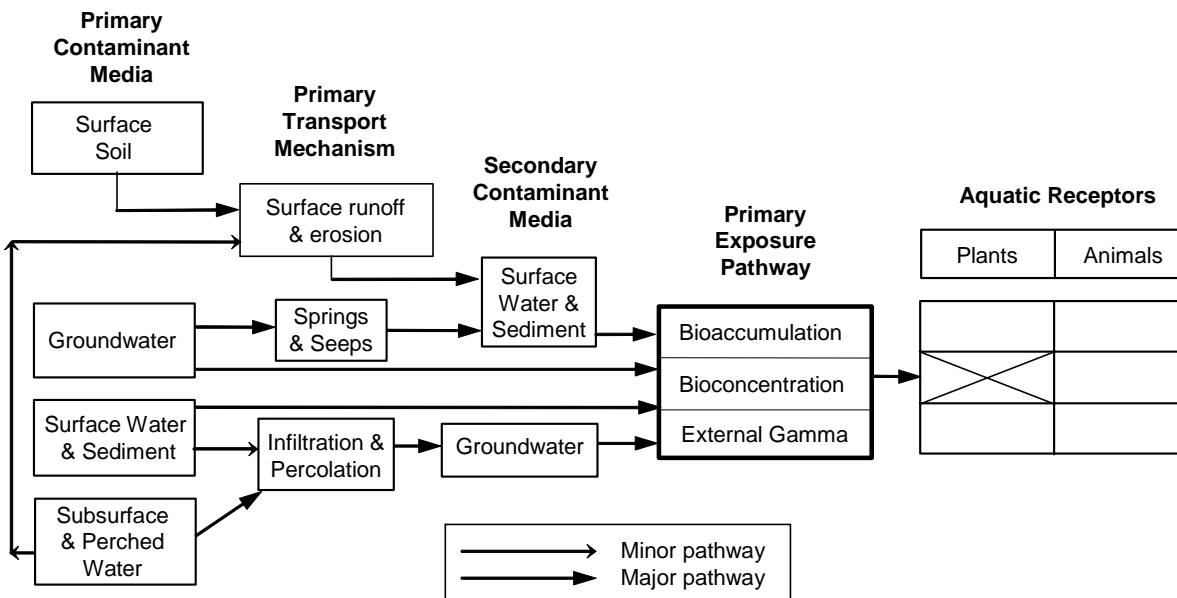 Primary
Contaminant
Media
Surface
Soil
Primary
Transport
Mechanism
Surface runoff
& erosion
Secondary
Contaminant
Media
Surface
Water &
Sediment
Primary
Exposure
Pathway
Aquatic Receptors
Plants
Animals
Groundwater
Springs
& Seeps
Bioaccumulation
Bioconcentration
External Gamma
Surface Water
& Sediment
Infiltration &
Percolation
Groundwater
Subsurface
& Perched
Water
Minor pathway
Major pathway